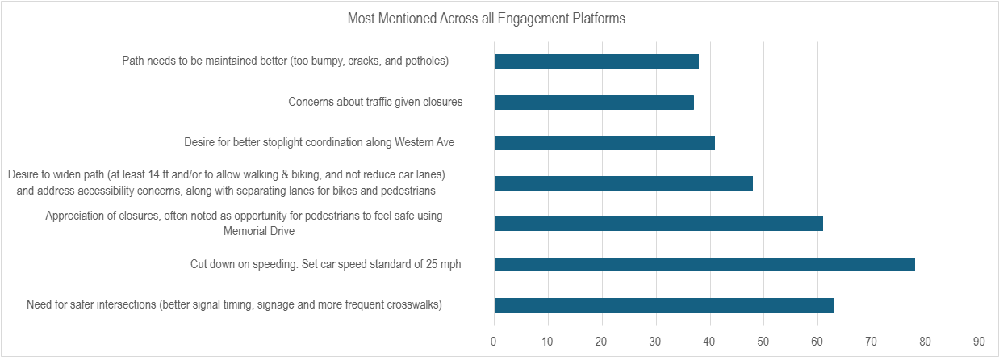 Most Mentioned Across all Engagement Platforms
Path needs to be maintained better (too bumpy, cracks, and potholes)
Concerns about traffic given closures
Desire for better stoplight coordination along Western Ave
Desire to widen path (at least 14 ft and/or to allow walking & biking, and not reduce car lanes)
and address accessibility concerns, along with separating lanes for bikes and pedestrians
Appreciation of closures, often noted as opportunity for pedestrians to feel safe using
Memorial Drive
Cut down on speeding. Set car speed standard of 25 mph
Need for safer intersections (better signal timing, signage and more frequent crosswalks)
0 10 20 30 40 50 60 70 80 90